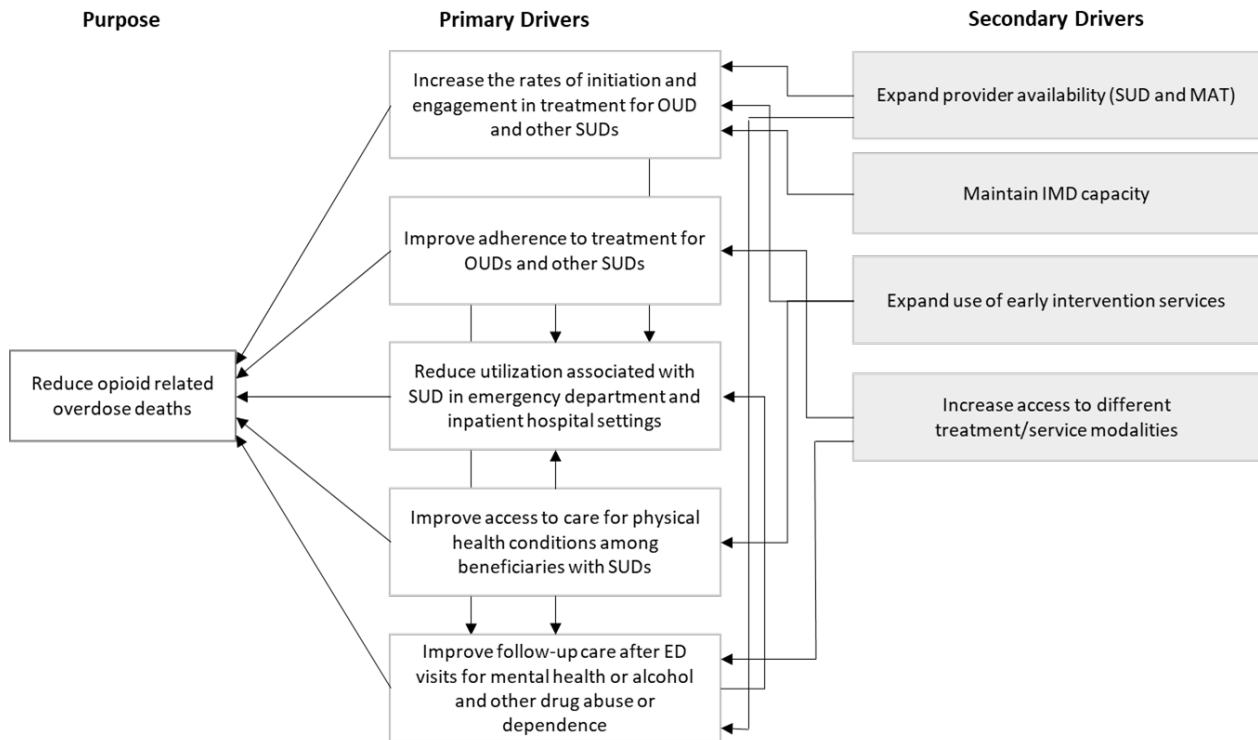 Purpose
Primary Drivers
Secondary Drivers
Increase the rates of initiation and
engagement in treatment for OUD
and other SUDs
Improve adherence to treatment for
OUDs and other SUDs
Reduce utilization associated with
SUD in emergency department and
inpatient hospital settings
Improve access to care for physical
health conditions among
beneficiaries with SUDs
Improve follow-up care after ED
visits for mental health or alcohol
and other drug abuse or
dependence
Reduce opioid related
overdose deaths
Expand provider availability (SUD and MAT)
Maintain IMD capacity
Expand use of early intervention services
Increase access to different
treatment/service modalities